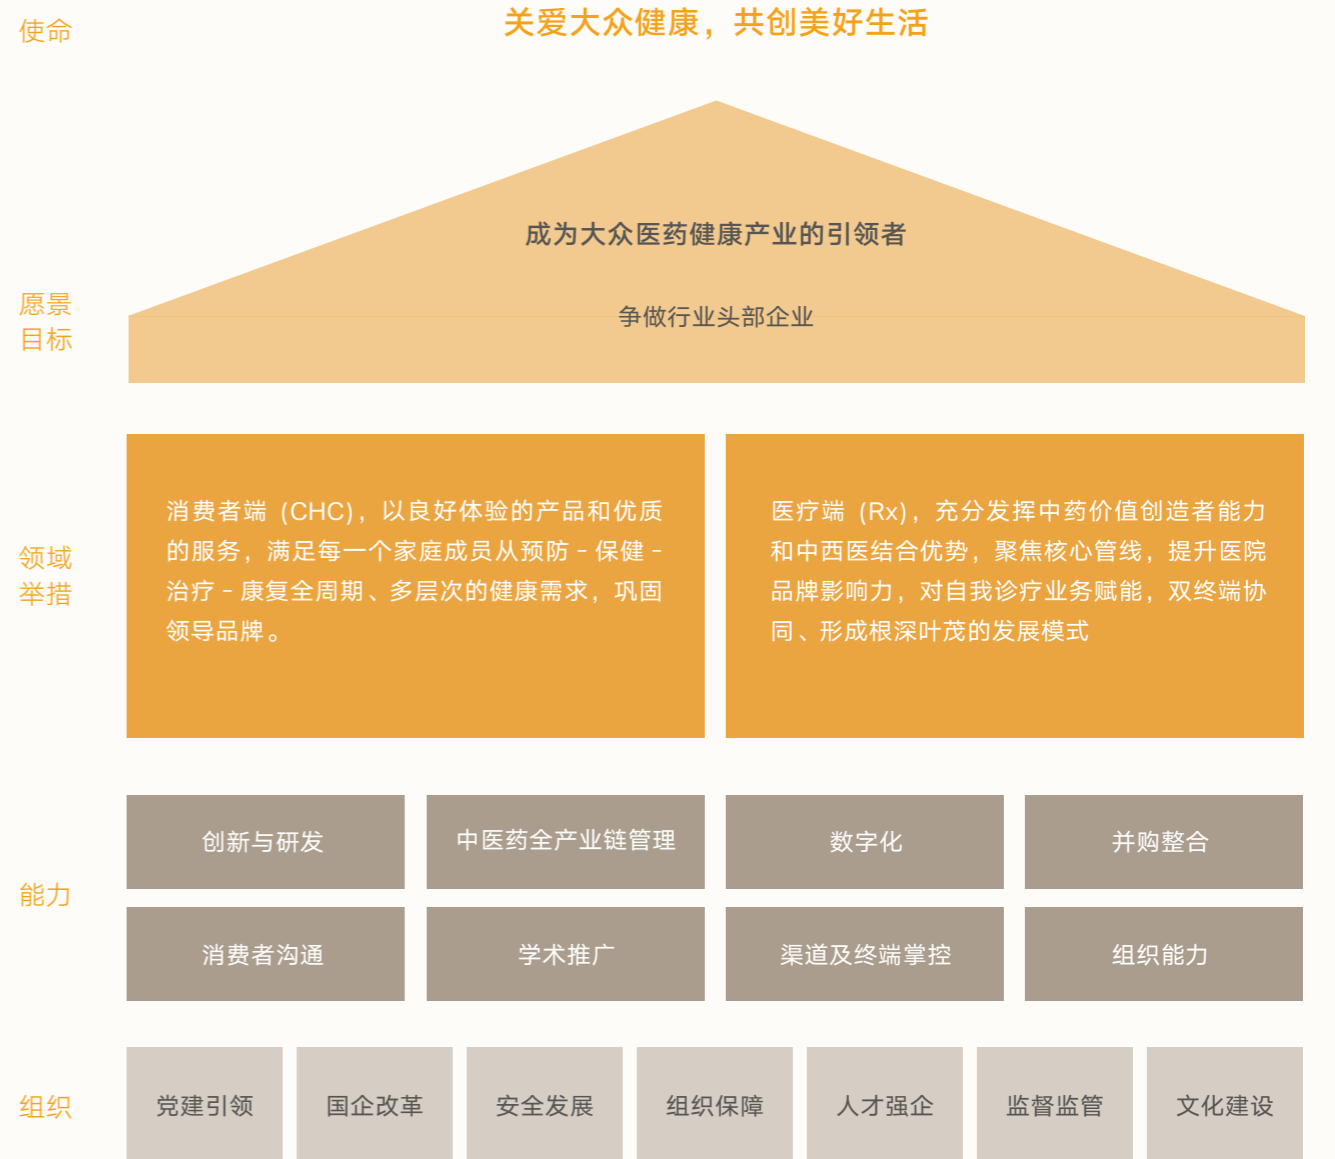 使命
关爱大众健康，共创美好生活
成为大众医药健康产业的引领者
愿景
目标
争做行业头部企业
领域
举措
消费者端 (CHC)，以良好体验的产品和优质
的服务，满足每一个家庭成员从预防 - 保健 -
治疗 - 康复全周期、多层次的健康需求，巩固
领导品牌。
医疗端 (Rx)，充分发挥中药价值创造者能力
和中西医结合优势，聚焦核心管线，提升医院
品牌影响力，对自我诊疗业务赋能，双终端协
同、形成根深叶茂的发展模式
能力
创新与研发
中医药全产业链管理
数字化
并购整合
消费者沟通
学术推广
渠道及终端掌控
组织能力
组织
党建引领
国企改革
安全发展
组织保障
人才强企
监督监管
文化建设